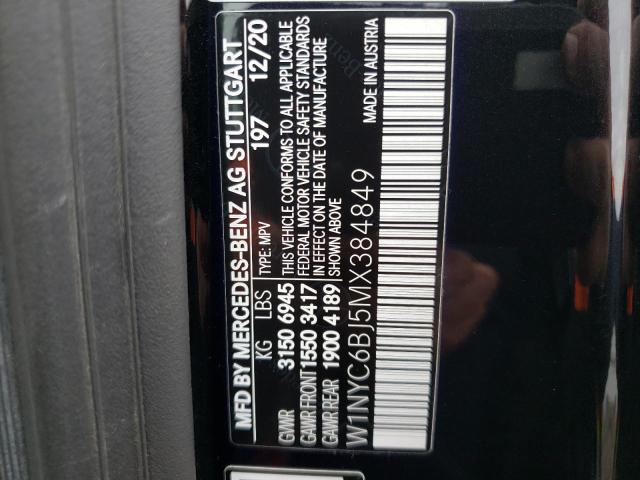 MFD BY MERCEDES-BENZ AG STUTTGART
KG LBS TYPE: MPV 197 12/20
GVWR 3150 6945 THIS VEHICLE CONFORMS TO ALL APPLICABLE
GAWR FRONT 1550 3417 FEDERAL MOTOR VEHICLE SAFETY STANDARDS
GAWR REAR 1900 4189 IN EFFECT ON THE DATE OF MANUFACTURE
SHOWN ABOVE
MADE IN AUSTRIA
W1NYC6BJ5MX384849